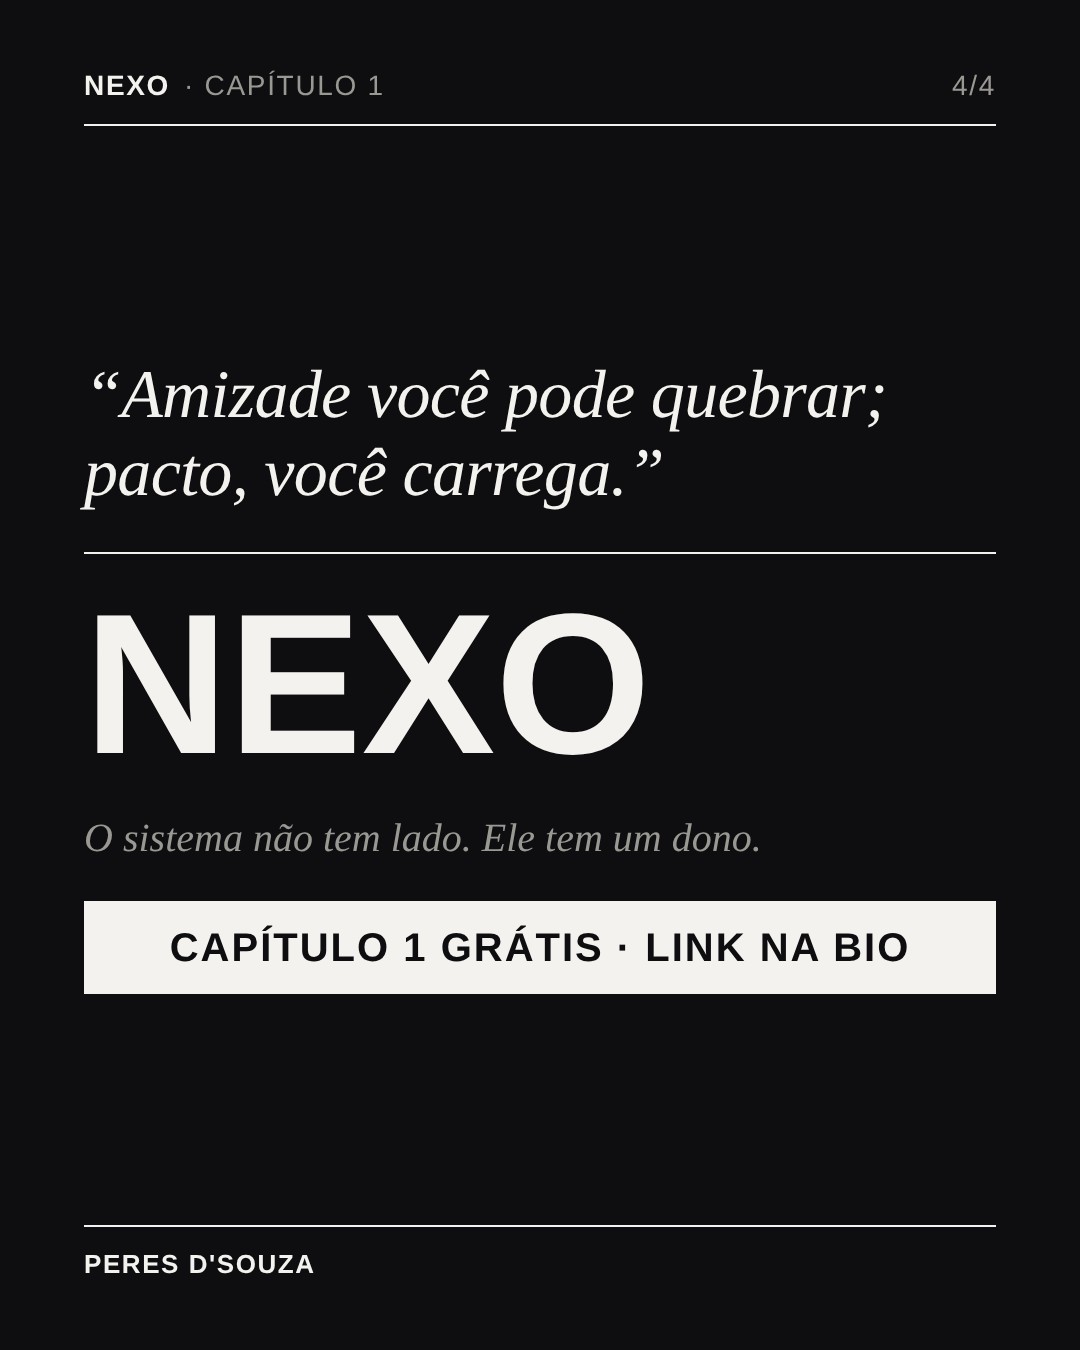 NEXO · CAPÍTULO 1
4/4
“Amizade você pode quebrar;
pacto, você carrega.”
NEXO
O sistema não tem lado. Ele tem um dono.
CAPÍTULO 1 GRÁTIS · LINK NA BIO
PERES D'SOUZA